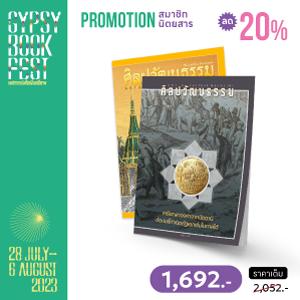 GYPSY
BOOK
FEST
28 JULY-
6 AUGUST
2023
PROMOTION สมาชิก
นิตยสาร
ลด 20%
ศิลปวัฒนธรรม
ศิลปวัฒนธรรม
1,692.-
ราคาเต็ม
2,052.-